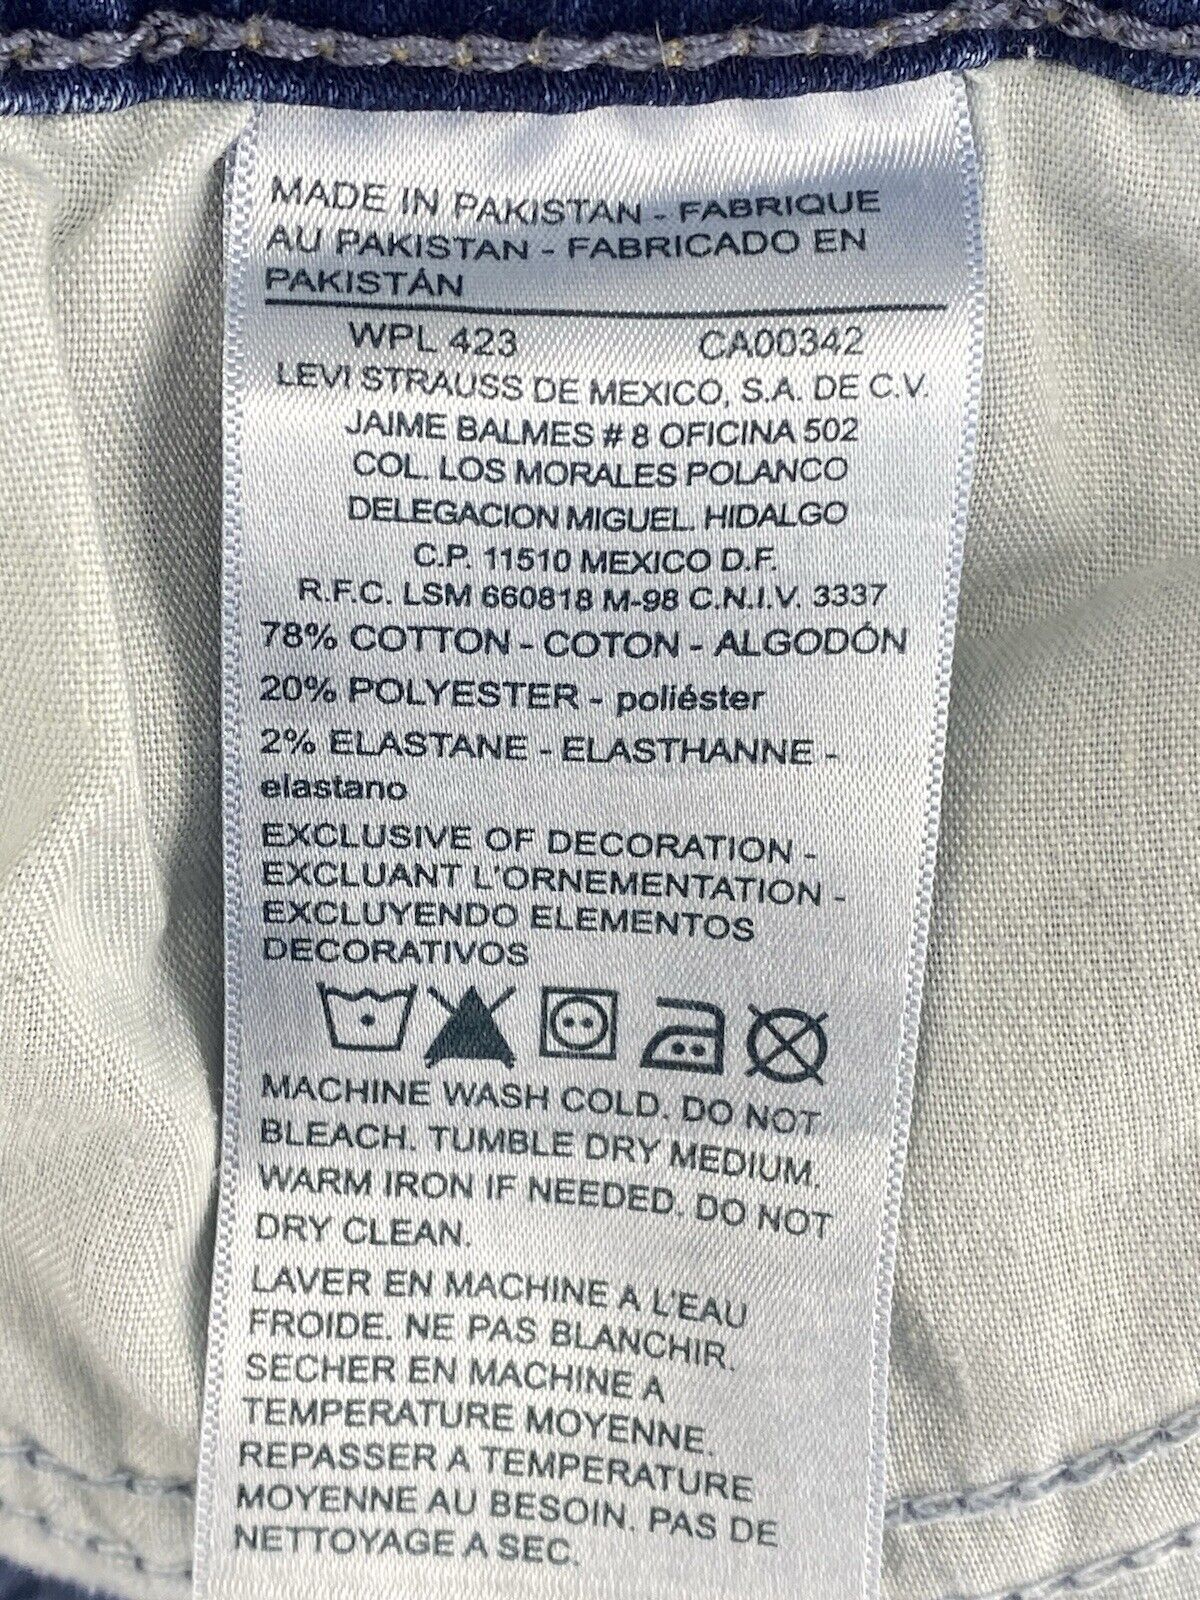 MADE IN PAKISTAN - FABRIQUE
AU PAKISTAN - FABRICADO EN
PAKISTÁN
WPL 423 CA00342
LEVI STRAUSS DE MEXICO, S.A. DE C.V.
JAIME BALMES # 8 OFICINA 502
COL. LOS MORALES POLANCO
DELEGACION MIGUEL. HIDALGO
C.P. 11510 MEXICO D.F.
R.F.C. LSM 660818 M-98 C.N.I.V. 3337
78% COTTON - COTON - ALGODÓN
20% POLYESTER - poliéster
2% ELASTANE - ELASTHANNE -
elastano
EXCLUSIVE OF DECORATION -
EXCLUANT L'ORNEMENTATION -
EXCLUYENDO ELEMENTOS
DECORATIVOS
MACHINE WASH COLD. DO NOT
BLEACH. TUMBLE DRY MEDIUM.
WARM IRON IF NEEDED. DO NOT
DRY CLEAN.
LAVER EN MACHINE A L'EAU
FROIDE. NE PAS BLANCHIR.
SECHER EN MACHINE A
TEMPERATURE MOYENNE.
REPASSER A TEMPERATURE
MOYENNE AU BESOIN. PAS DE
NETTOYAGE A SEC.